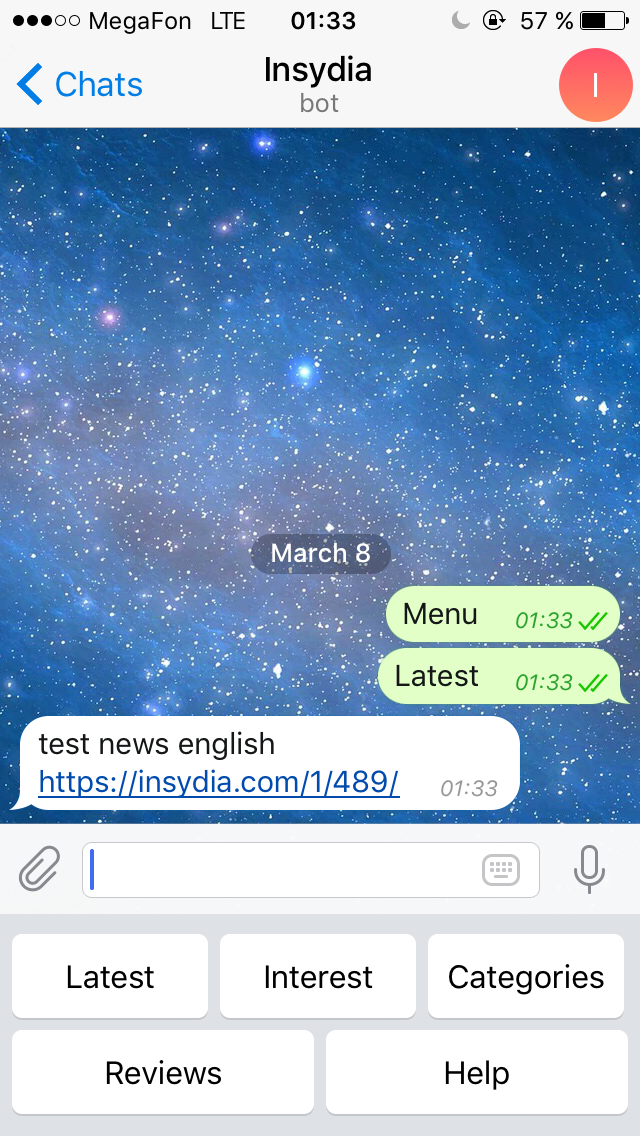 MegaFon LTE 01:33 57 %
Chats
Insydia
bot
I
March 8
Menu 01:33
Latest 01:33
test news english
https://insydia.com/1/489/ 01:33
Latest Interest Categories
Reviews Help